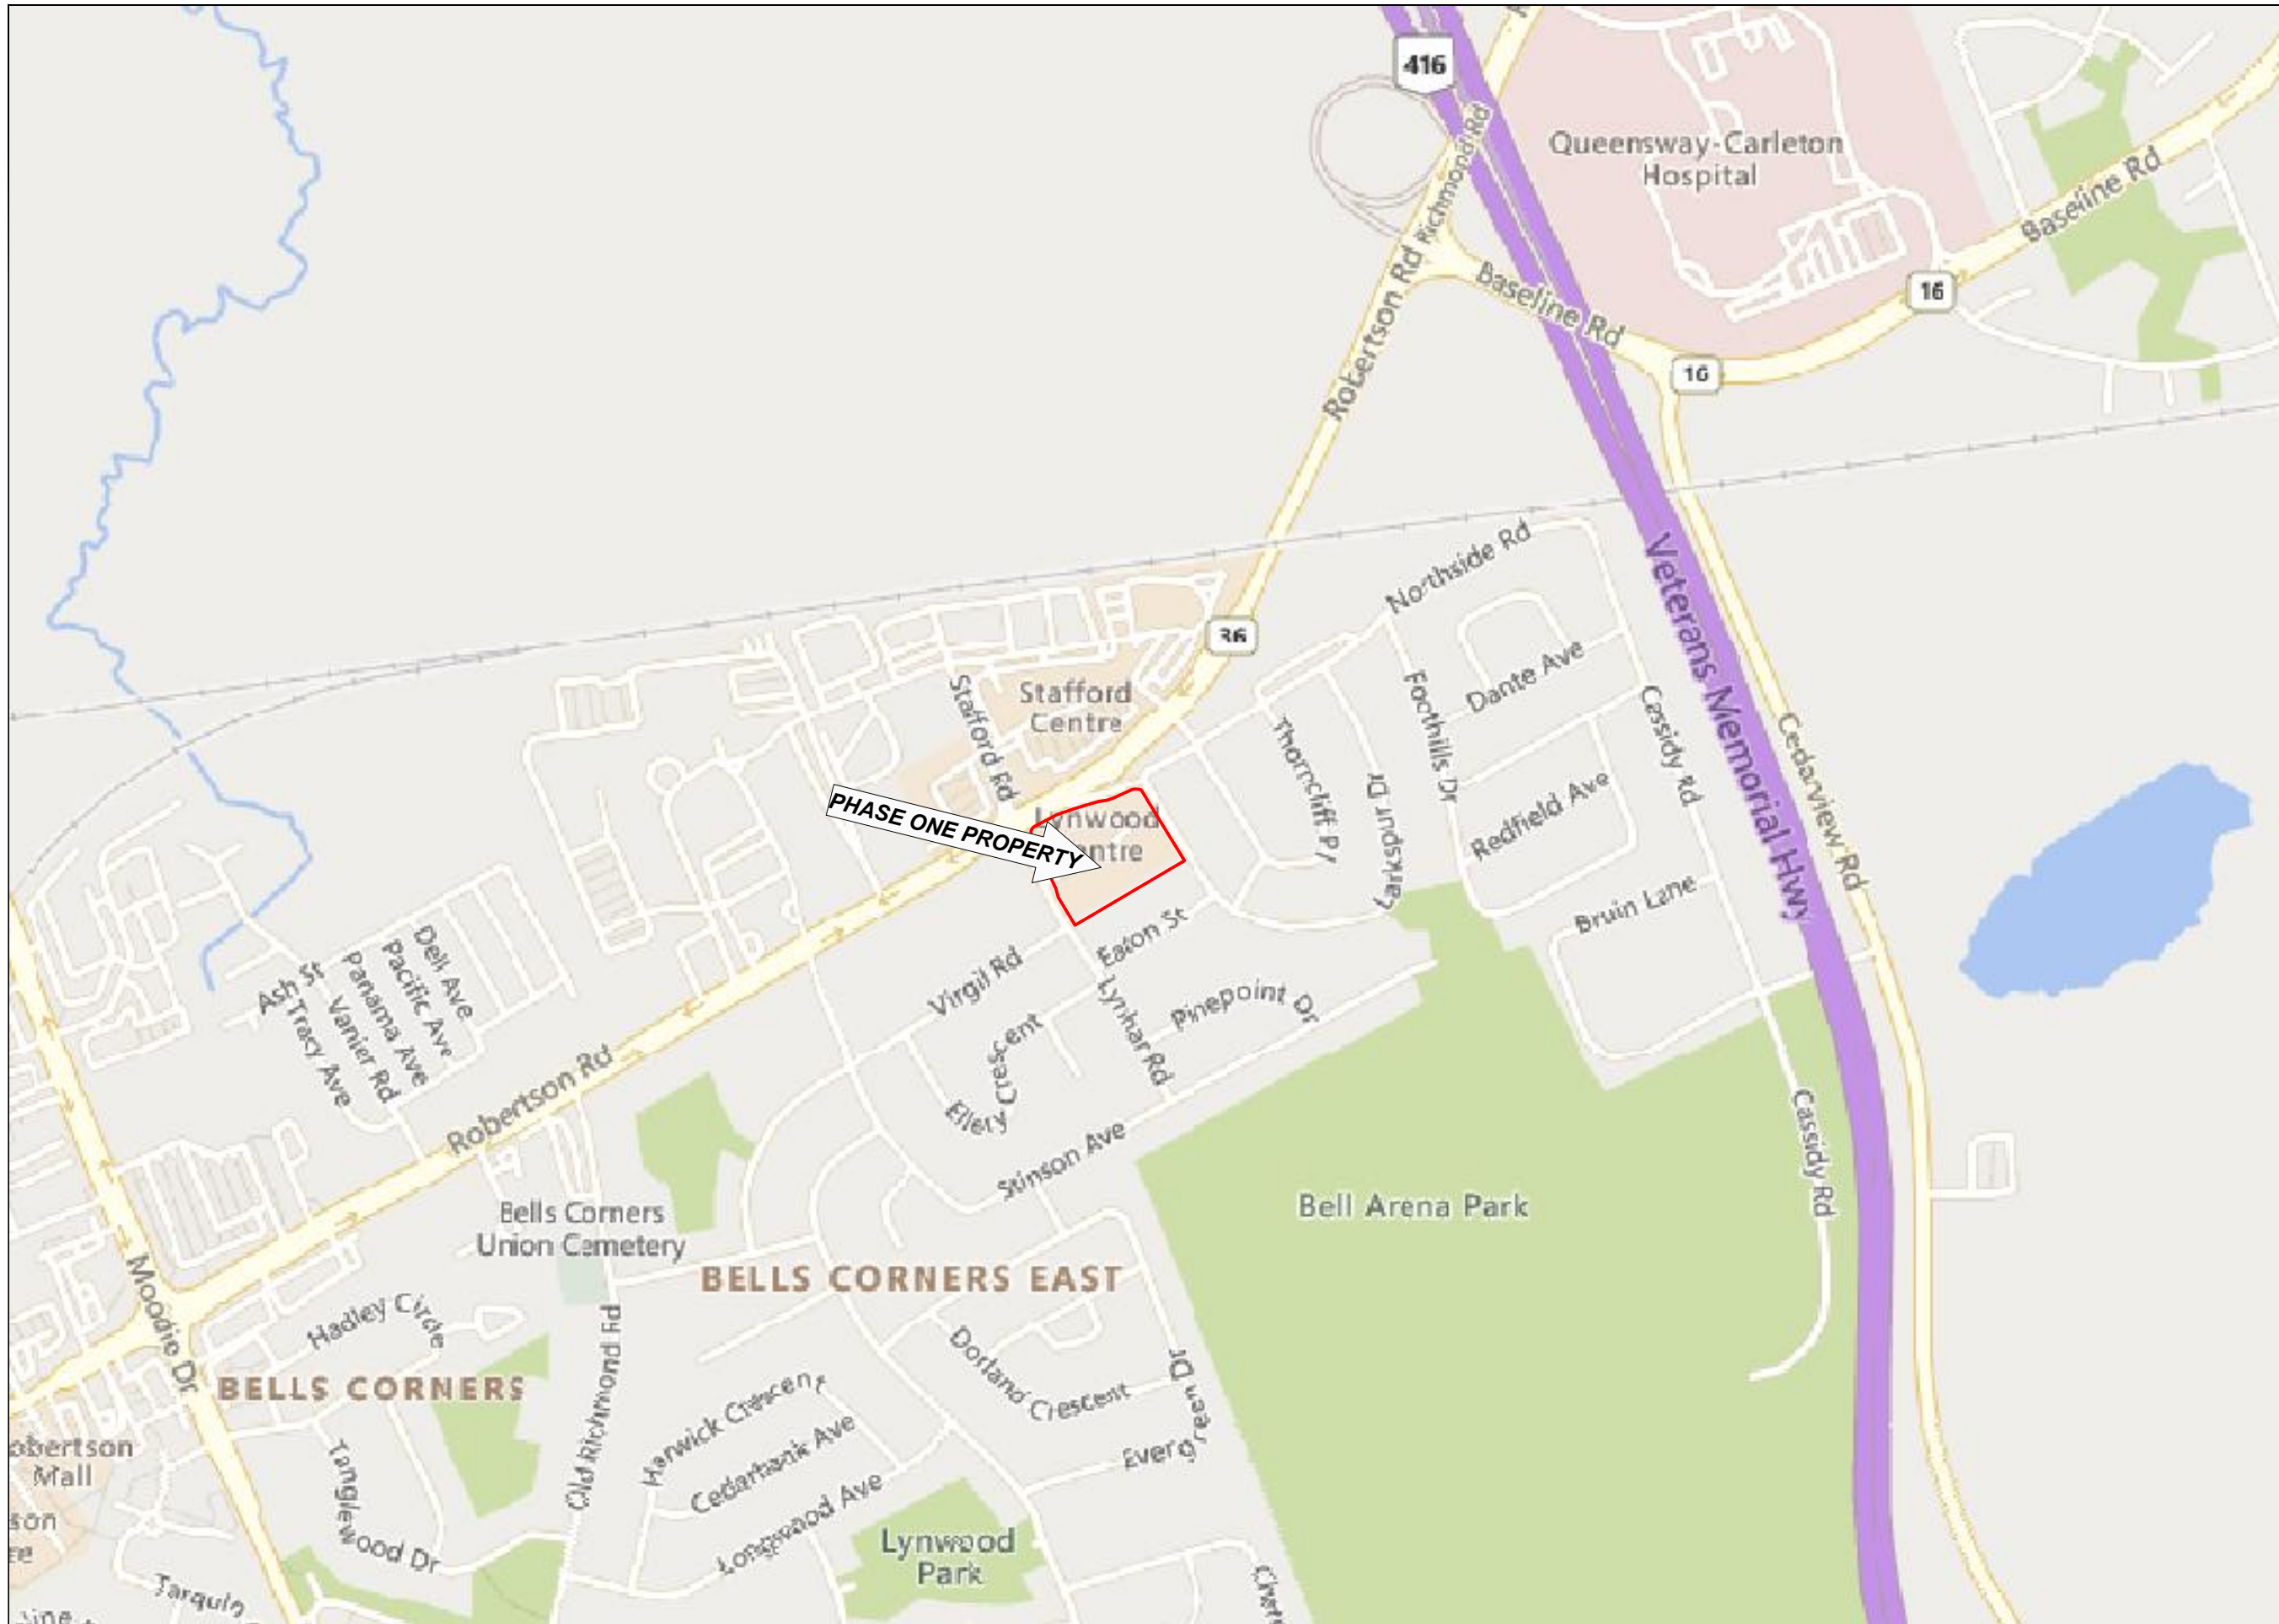 416
Richmond Rd
Queensway-Carleton
Hospital
Baseline Rd
16
Robertson Rd
Baseline Rd
16
Northside Rd
36
Veterans Memorial Hwy
Cedarview Rd
Stafford
Centre
Stafford Rd
Thorncliff Pl
Larkspur Dr
Foothills Dr
Dante Ave
Cassidy Rd
Redfield Ave
Bruin Lane
Lynwood
entre
PHASE ONE PROPERTY
Eaton St
Virgil Rd
Lynhar Rd
Pinepoint Dr
Ellery Crescent
Stinson Ave
Dell Ave
Pacific Ave
Panama Ave
Vanier Rd
Ash St
Tracy Ave
Robertson Rd
Bell Arena Park
Cassidy Rd
Bells Corners
Union Cemetery
BELLS CORNERS EAST
Moodie Dr
Hadley Circle
BELLS CORNERS
Old Richmond Rd
Dorland Crescent
Evergreen Dr
Harwick Crescent
Cedarbank Ave
Longwood Ave
obertson
Mall
son
re
Tanglewood Dr
Lynwood
Park
Tarquin